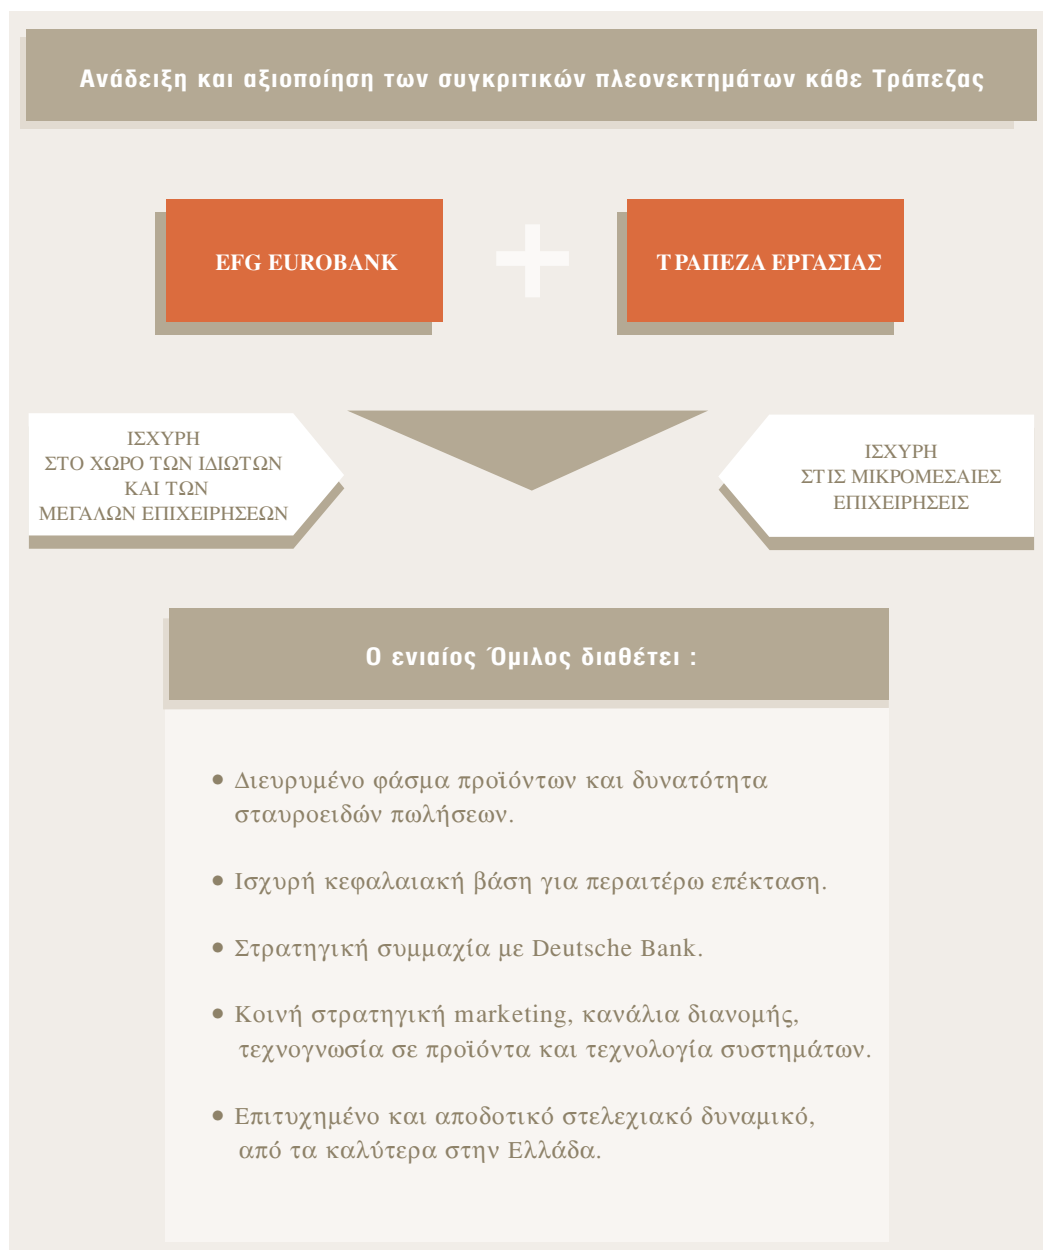 Ανάδειξη και αξιοποίηση των συγκριτικών πλεονεκτημάτων κάθε Τράπεζας
EFG EUROBANK
+
ΤΡΑΠΕΖΑ ΕΡΓΑΣΙΑΣ
ΙΣΧΥΡΗ
ΣΤΟ ΧΩΡΟ ΤΩΝ ΙΔΙΩΤΩΝ
ΚΑΙ ΤΩΝ
ΜΕΓΑΛΩΝ ΕΠΙΧΕΙΡΗΣΕΩΝ
ΙΣΧΥΡΗ
ΣΤΙΣ ΜΙΚΡΟΜΕΣΑΙΕΣ
ΕΠΙΧΕΙΡΗΣΕΙΣ
Ο ενιαίος Όμιλος διαθέτει :
• Διευρυμένο φάσμα προϊόντων και δυνατότητα
σταυροειδών πωλήσεων.
• Ισχυρή κεφαλαιακή βάση για περαιτέρω επέκταση.
• Στρατηγική συμμαχία με Deutsche Bank.
• Κοινή στρατηγική marketing, κανάλια διανομής,
τεχνογνωσία σε προϊόντα και τεχνολογία συστημάτων.
• Επιτυχημένο και αποδοτικό στελεχιακό δυναμικό,
από τα καλύτερα στην Ελλάδα.